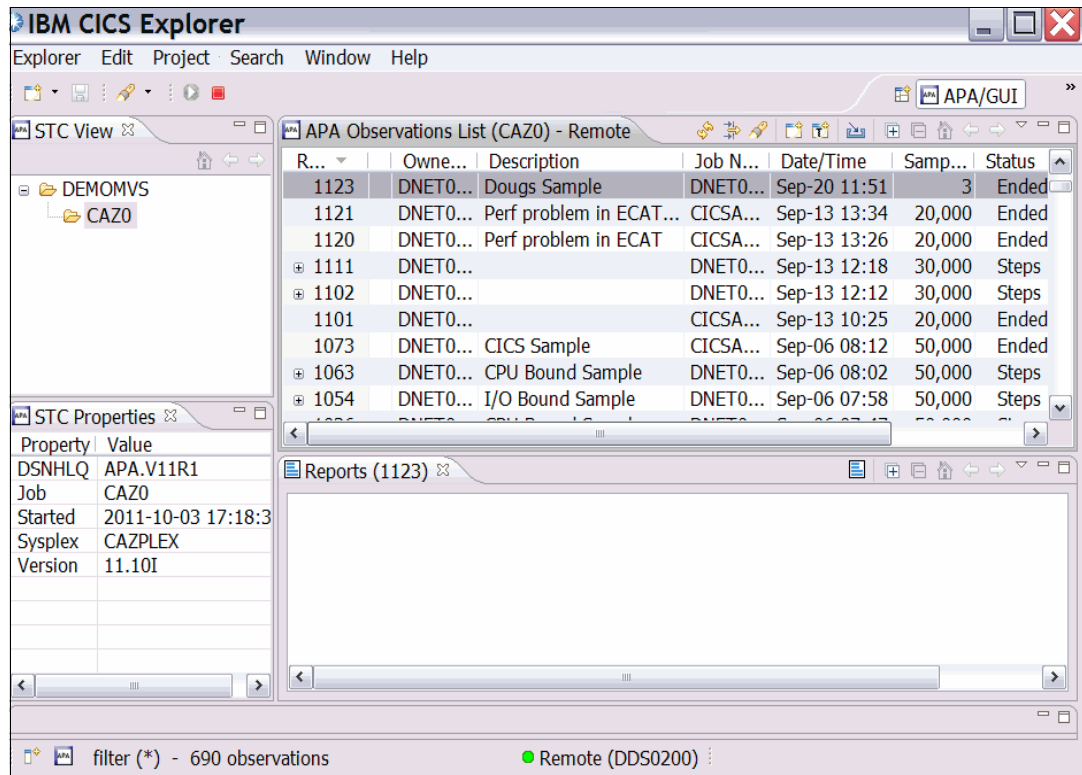 IBM CICS Explorer
Explorer Edit Project Search Window Help
APA/GUI »
STC View
DEMOMVS
CAZ0
APA Observations List (CAZ0) - Remote
R... Owne... Description Job N... Date/Time Samp... Status
1123 DNET0... Dougs Sample DNET0... Sep-20 11:51 3 Ended
1121 DNET0... Perf problem in ECAT... CICSA... Sep-13 13:34 20,000 Ended
1120 DNET0... Perf problem in ECAT CICSA... Sep-13 13:26 20,000 Ended
1111 DNET0... DNET0... Sep-13 12:18 30,000 Steps
1102 DNET0... DNET0... Sep-13 12:12 30,000 Steps
1101 DNET0... CICSA... Sep-13 10:25 20,000 Ended
1073 DNET0... CICS Sample CICSA... Sep-06 08:12 50,000 Ended
1063 DNET0... CPU Bound Sample DNET0... Sep-06 08:02 50,000 Steps
1054 DNET0... I/O Bound Sample DNET0... Sep-06 07:58 50,000 Steps
STC Properties
Property Value
DSNHLQ APA.V11R1
Job CAZ0
Started 2011-10-03 17:18:3
Sysplex CAZPLEX
Version 11.10I
Reports (1123)
filter (*) - 690 observations
Remote (DDS0200)